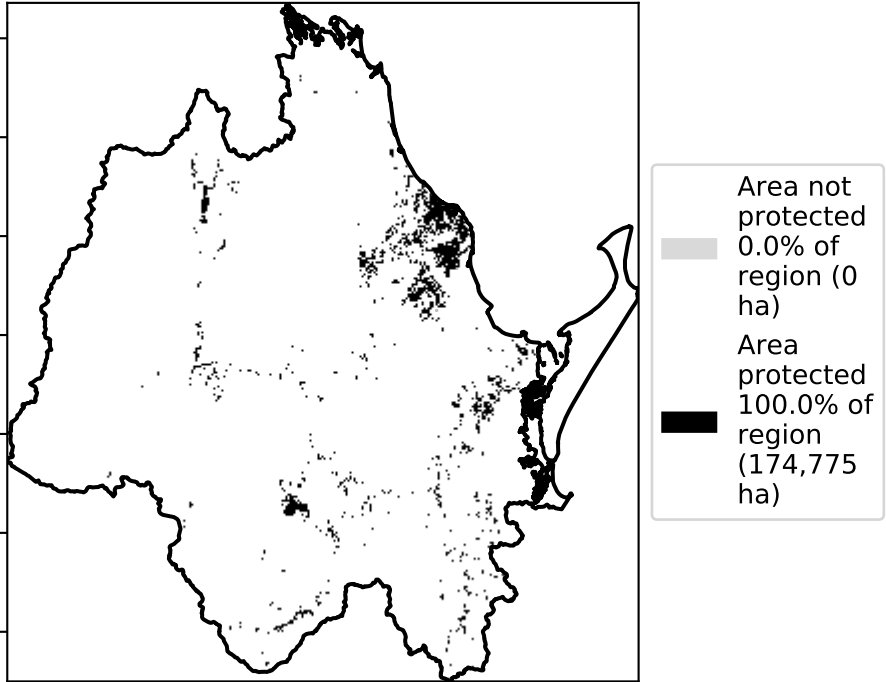 Area not
protected
0.0% of
region (0
ha)
Area
protected
100.0% of
region
(174,775
ha)